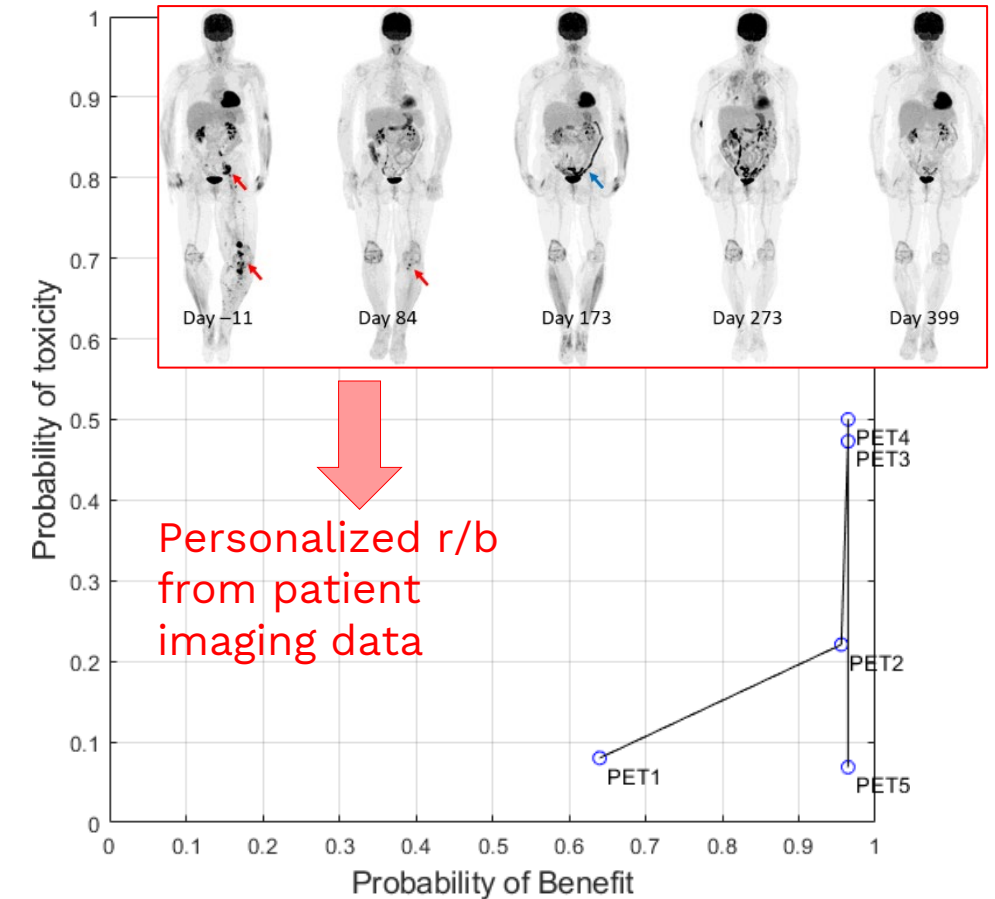 Day –11
Day 84
Day 173
Day 273
Day 399
Probability of toxicity
1
0.9
0.8
0.7
0.6
0.5
0.4
0.3
0.2
0.1
0
Personalized r/b
from patient
imaging data
PET4
PET3
PET2
PET1
PET5
0
0.1
0.2
0.3
0.4
0.5
0.6
0.7
0.8
0.9
1
Probability of Benefit